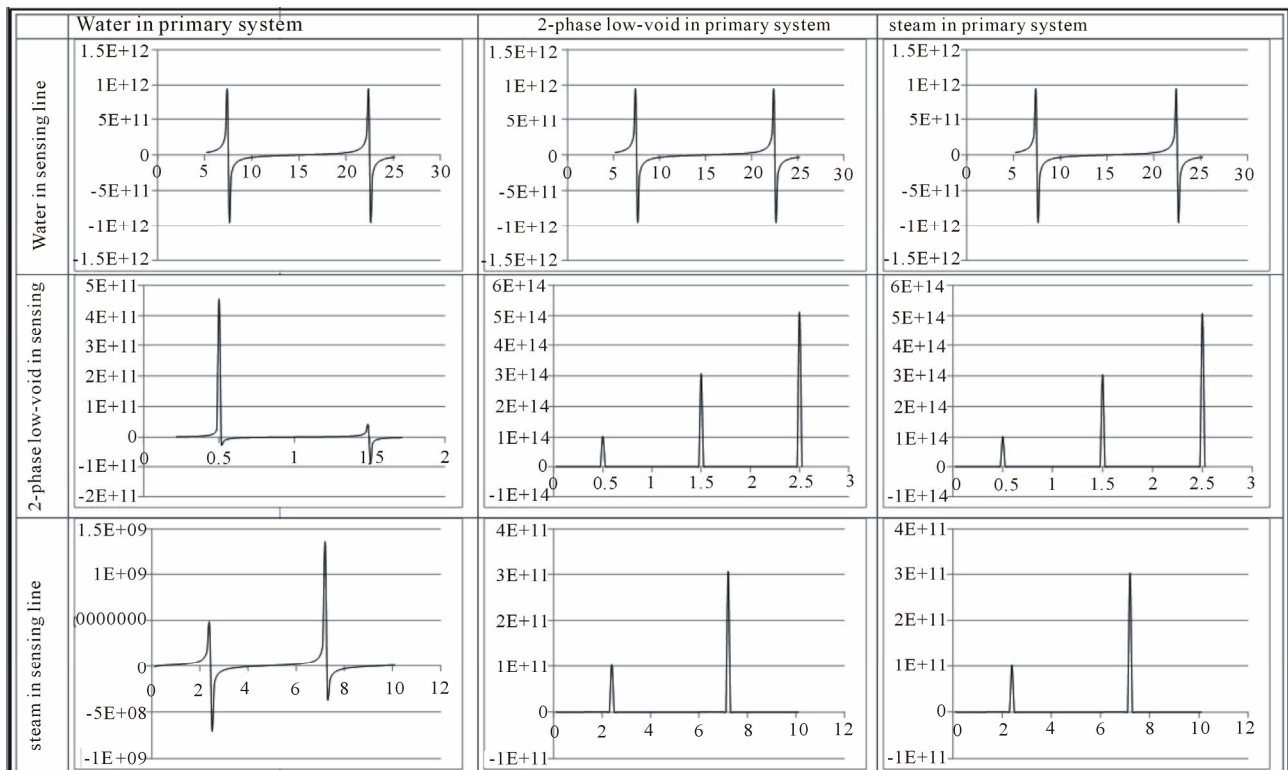 Water in primary system
2-phase low-void in primary system
steam in primary system
Water in sensing line
1.5E+12
1E+12
5E+11
0
-5E+11
-1E+12
-1.5E+12
0 5 10 15 20 25 30
1.5E+12
1E+12
5E+11
0
-5E+11
-1E+12
-1.5E+12
0 5 10 15 20 25 30
1.5E+12
1E+12
5E+11
0
-5E+11
-1E+12
-1.5E+12
0 5 10 15 20 25 30
2-phase low-void in sensing
5E+11
4E+11
3E+11
2E+11
1E+11
0
-1E+11
-2E+11
0 0.5 1 1.5 2
6E+14
5E+14
4E+14
3E+14
2E+14
1E+14
0
-1E+14
0 0.5 1 1.5 2 2.5 3
6E+14
5E+14
4E+14
3E+14
2E+14
1E+14
0
-1E+14
0 0.5 1 1.5 2 2.5 3
steam in sensing line
1.5E+09
1E+09
0000000
0
-5E+08
-1E+09
0 2 4 6 8 10 12
4E+11
3E+11
2E+11
1E+11
0
-1E+11
0 2 4 6 8 10 12
4E+11
3E+11
2E+11
1E+11
0
-1E+11
0 2 4 6 8 10 12